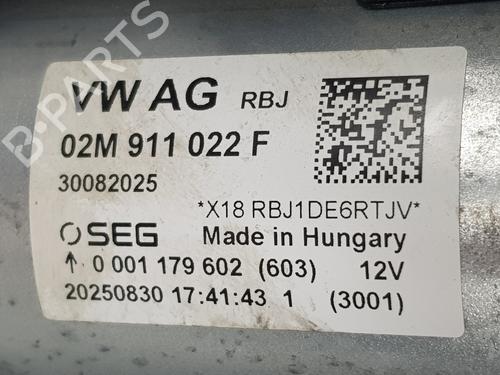 B-PARTS
VW AG RBJ
02M 911 022 F
30082025
*X18 RBJ1DE6RTJV*
SEG Made in Hungary
↑ 0 001 179 602 (603) 12V
20250830 17:41:43 1 (3001)